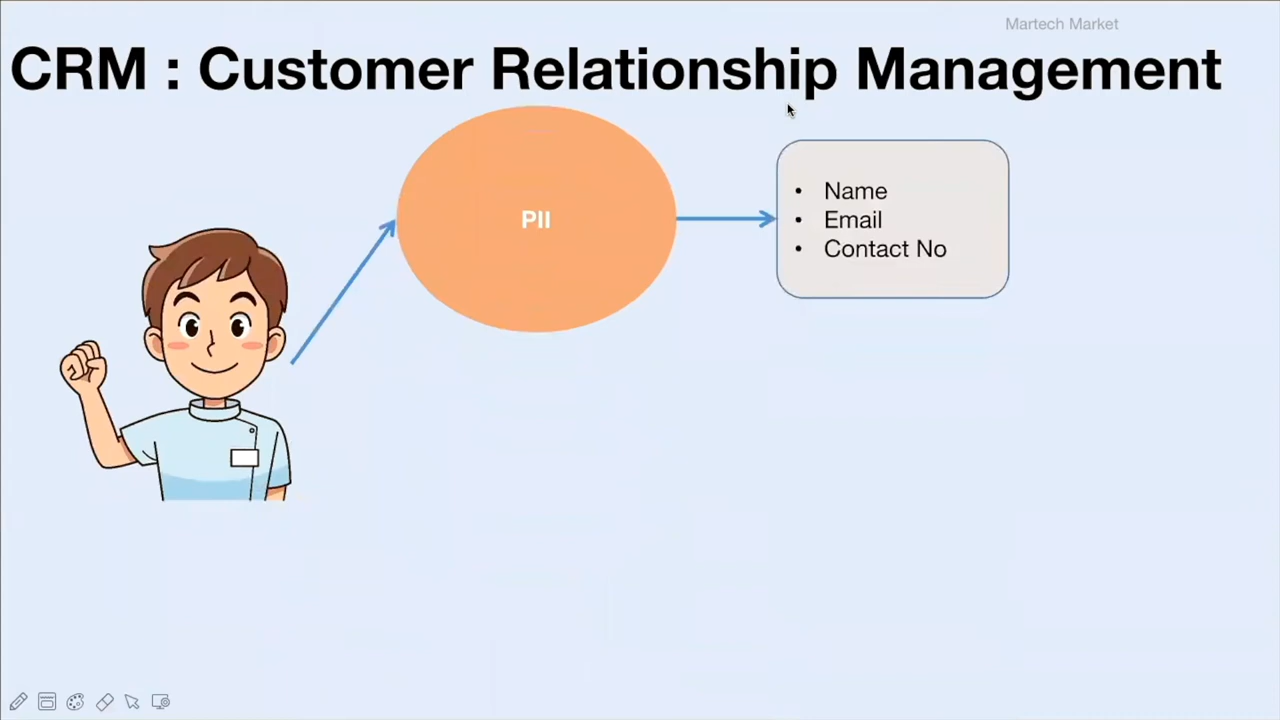 Martech Market
CRM : Customer Relationship Management
PII
• Name
• Email
• Contact No